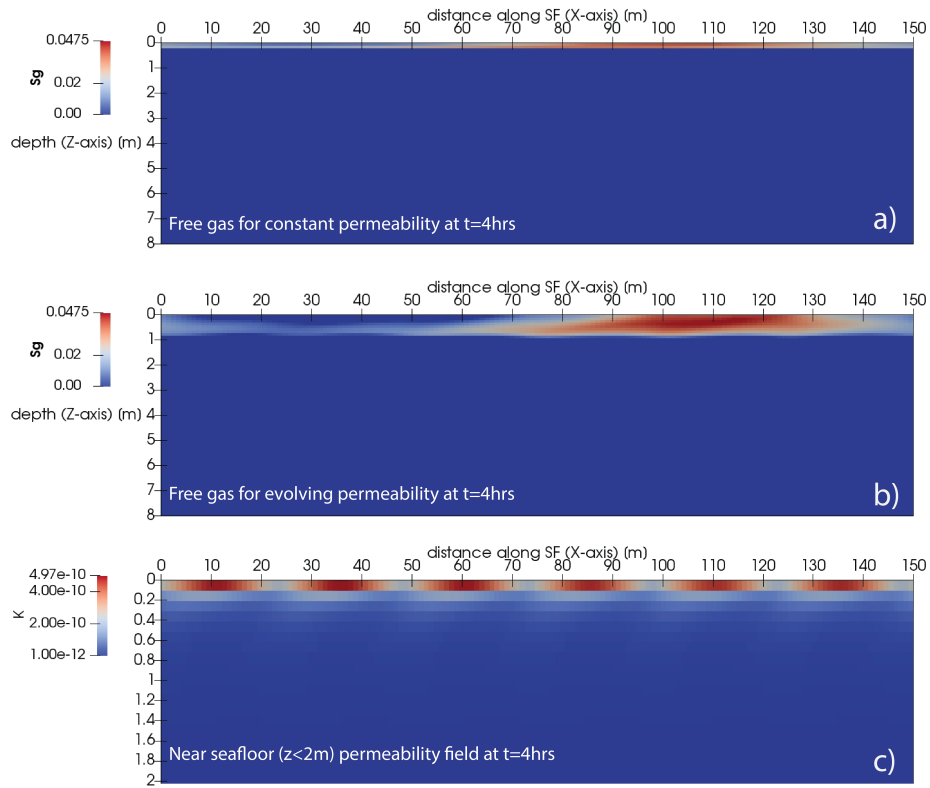 distance along SF (X-axis) [m]
0 10 20 30 40 50 60 70 80 90 100 110 120 130 140 150
0.0475
Sg
0.02
0.00
depth (Z-axis) [m]
0
1
2
3
4
5
6
7
8
Free gas for constant permeability at t=4hrs
a)
distance along SF (X-axis) [m]
0 10 20 30 40 50 60 70 80 90 100 110 120 130 140 150
0.0475
Sg
0.02
0.00
depth (Z-axis) [m]
0
1
2
3
4
5
6
7
8
Free gas for evolving permeability at t=4hrs
b)
distance along SF (X-axis) [m]
0 10 20 30 40 50 60 70 80 90 100 110 120 130 140 150
4.97e-10
4.00e-10
K
2.00e-10
1.00e-12
0
0.2
0.4
0.6
0.8
1
1.2
1.4
1.6
1.8
2
Near seafloor (z<2m) permeability field at t=4hrs
c)